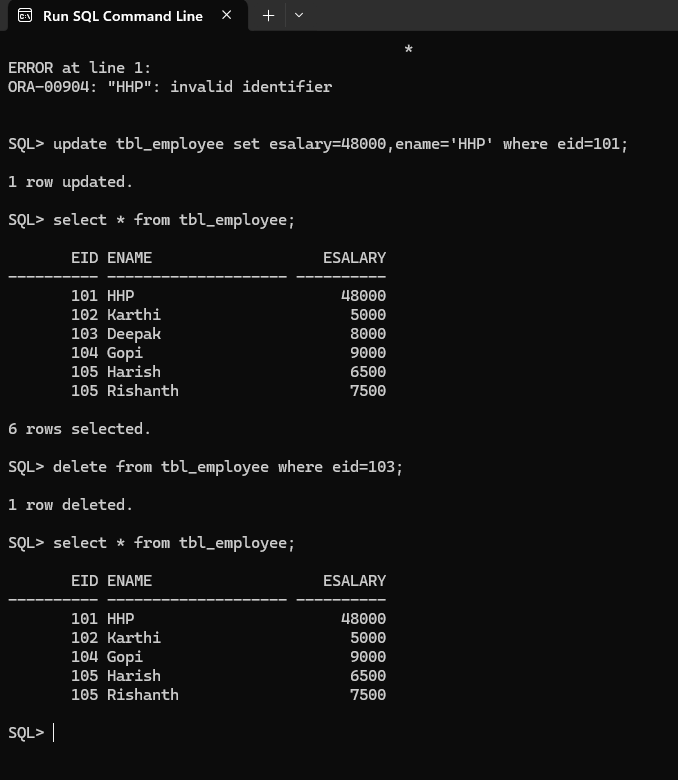 Run SQL Command Line
*
ERROR at line 1:
ORA-00904: "HHP": invalid identifier
SQL> update tbl_employee set esalary=48000,ename='HHP' where eid=101;
1 row updated.
SQL> select * from tbl_employee;
EID ENAME ESALARY
---------- -------------------- ----------
101 HHP 48000
102 Karthi 5000
103 Deepak 8000
104 Gopi 9000
105 Harish 6500
105 Rishanth 7500
6 rows selected.
SQL> delete from tbl_employee where eid=103;
1 row deleted.
SQL> select * from tbl_employee;
EID ENAME ESALARY
---------- -------------------- ----------
101 HHP 48000
102 Karthi 5000
104 Gopi 9000
105 Harish 6500
105 Rishanth 7500
SQL>